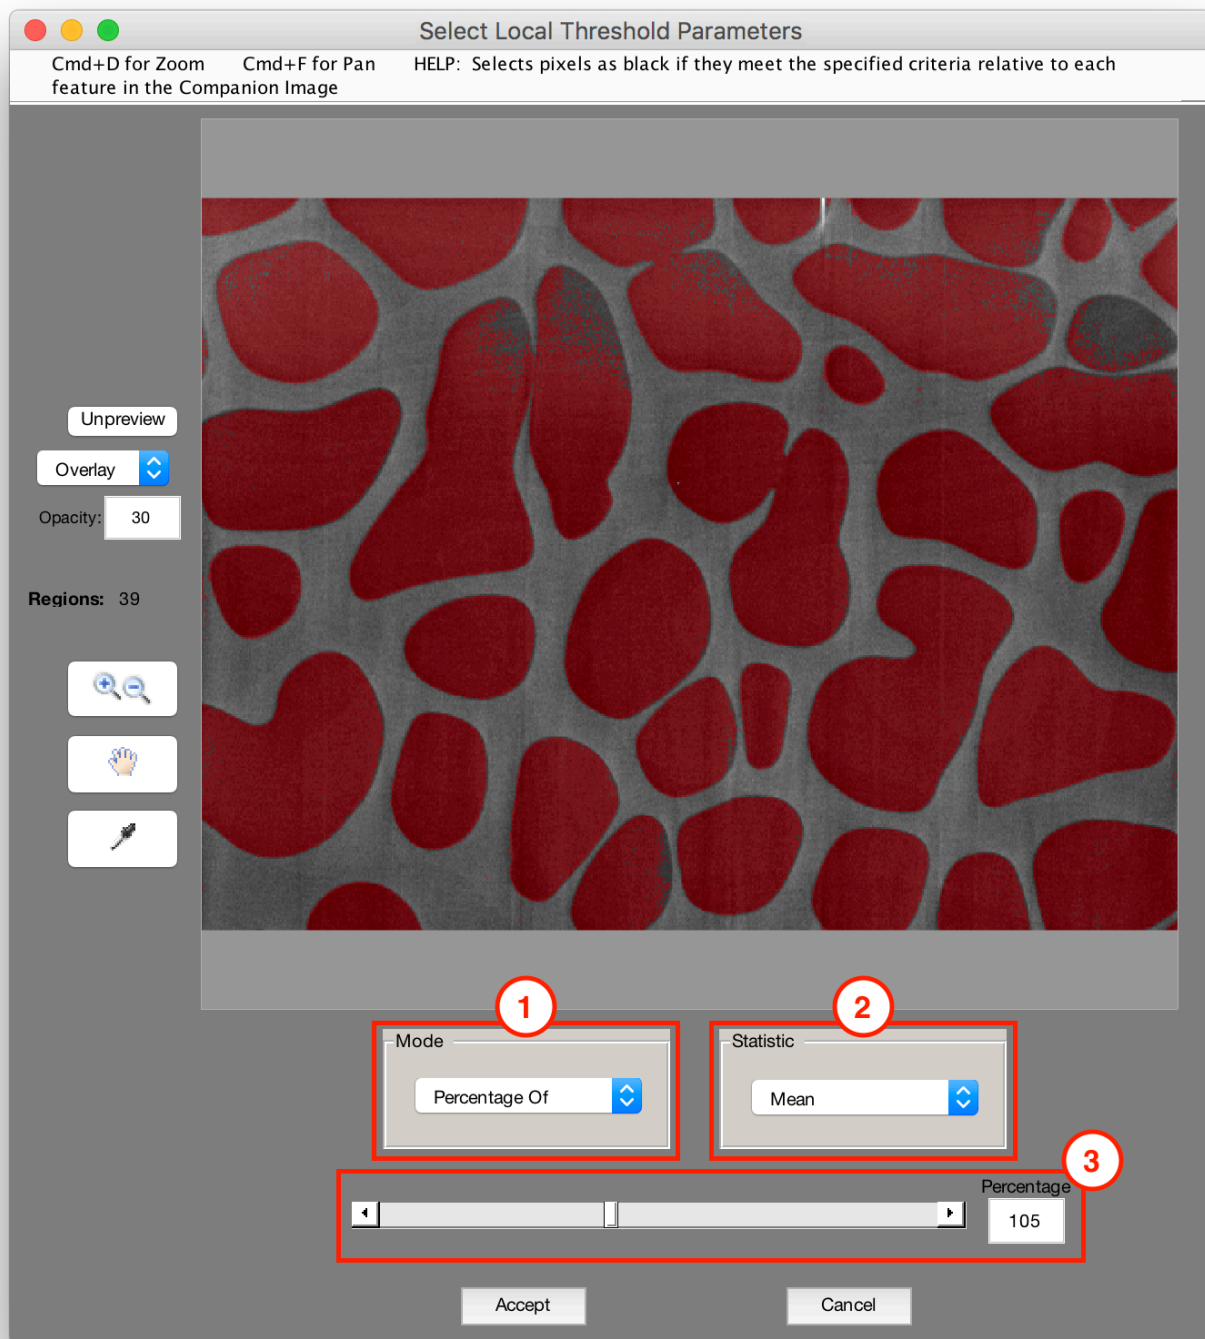 Select Local Threshold Parameters
Cmd+D for Zoom Cmd+F for Pan HELP: Selects pixels as black if they meet the specified criteria relative to each
feature in the Companion Image
Unpreview
Overlay
Opacity: 30
Regions: 39
1
2
Mode
Statistic
Percentage Of
Mean
3
Percentage
105
Accept
Cancel